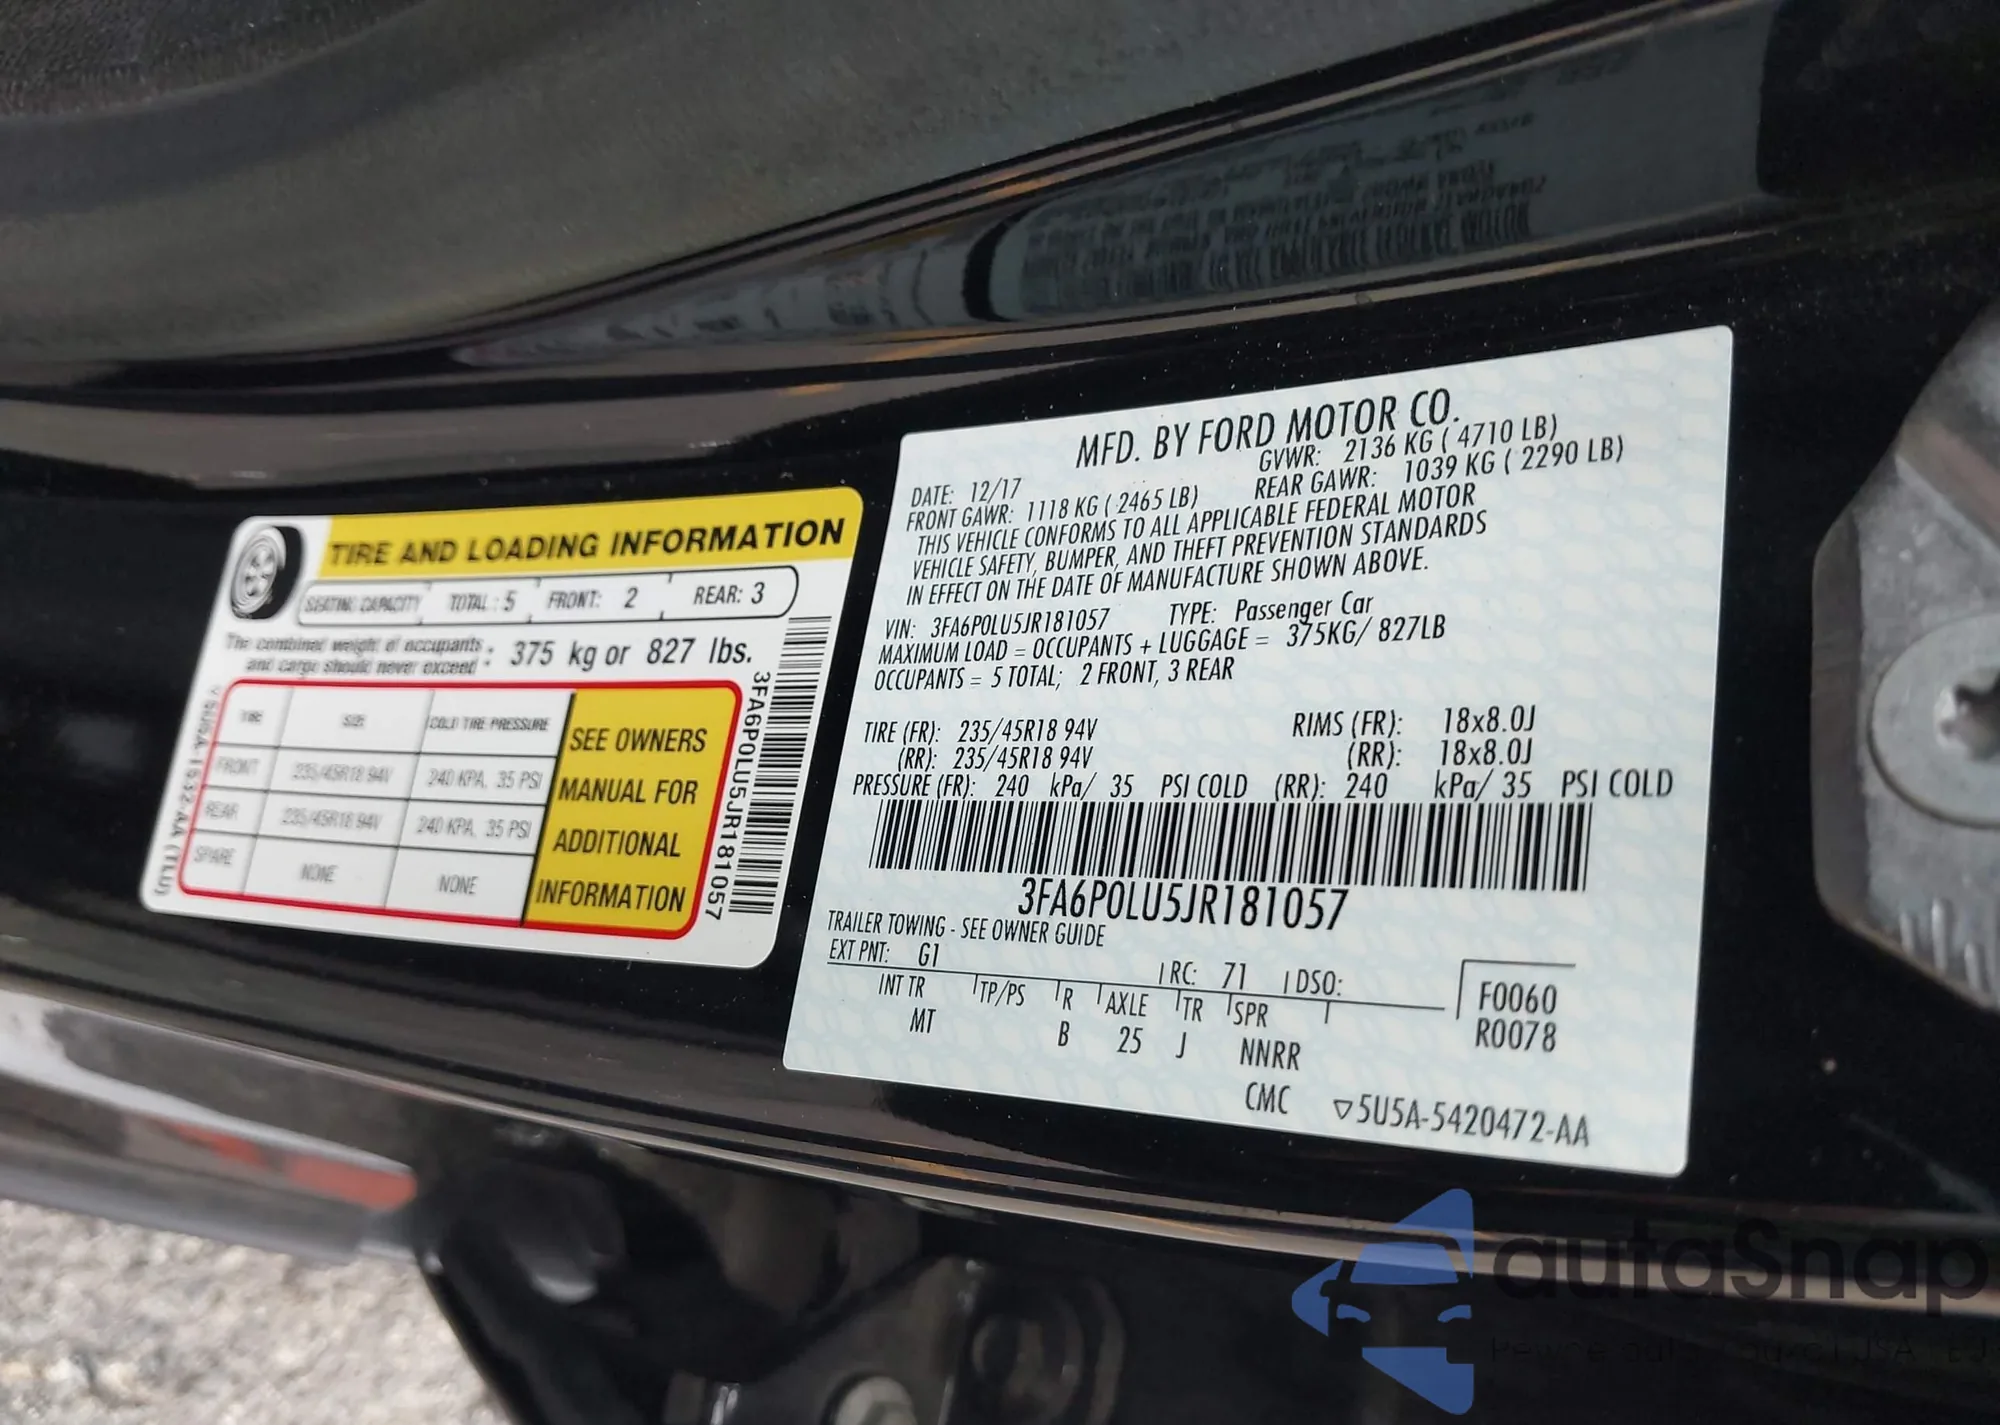 TIRE AND LOADING INFORMATION
SEATING CAPACITY TOTAL : 5 FRONT: 2 REAR: 3
The combined weight of occupants
and cargo should never exceed : 375 kg or 827 lbs.
TIRE SIZE COLD TIRE PRESSURE
FRONT 235/45R18 94V 240 KPA, 35 PSI
REAR 235/45R18 94V 240 KPA, 35 PSI
SPARE NONE NONE
SEE OWNERS
MANUAL FOR
ADDITIONAL
INFORMATION
3FA6P0LU5JR181057
MFD. BY FORD MOTOR CO.
DATE: 12/17 GVWR: 2136 KG ( 4710 LB)
FRONT GAWR: 1118 KG ( 2465 LB) REAR GAWR: 1039 KG ( 2290 LB)
THIS VEHICLE CONFORMS TO ALL APPLICABLE FEDERAL MOTOR
VEHICLE SAFETY, BUMPER, AND THEFT PREVENTION STANDARDS
IN EFFECT ON THE DATE OF MANUFACTURE SHOWN ABOVE.
VIN: 3FA6P0LU5JR181057 TYPE: Passenger Car
MAXIMUM LOAD = OCCUPANTS + LUGGAGE = 375KG/ 827LB
OCCUPANTS = 5 TOTAL; 2 FRONT, 3 REAR
TIRE (FR): 235/45R18 94V RIMS (FR): 18x8.0J
(RR): 235/45R18 94V (RR): 18x8.0J
PRESSURE (FR): 240 kPa/ 35 PSI COLD (RR): 240 kPa/ 35 PSI COLD
3FA6P0LU5JR181057
TRAILER TOWING - SEE OWNER GUIDE
EXT PNT: G1 RC: 71 DSO:
INT TR TP/PS R AXLE TR SPR
MT B 25 J NNRR
F0060
R0078
CMC ▽5U5A-5420472-AA
autaSnap